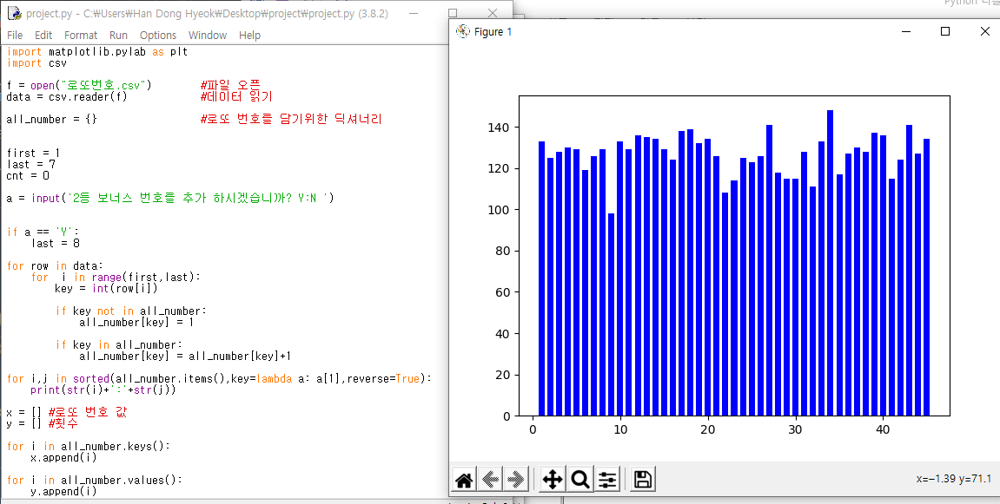 project.py - C:₩Users₩Han Dong Hyeok₩Desktop₩project₩project.py (3.8.2)
File Edit Format Run Options Window Help
import matplotlib.pylab as plt
import csv
f = open("로또번호.csv") #파일 오픈
data = csv.reader(f) #데이터 읽기
all_number = {} #로또 번호를 담기위한 딕셔너리
first = 1
last = 7
cnt = 0
a = input('2등 보너스 번호를 추가 하시겠습니까? Y:N ')
if a == 'Y':
    last = 8
for row in data:
    for  i in range(first,last):
        key = int(row[i])
        if key not in all_number:
            all_number[key] = 1
        if key in all_number:
            all_number[key] = all_number[key]+1
for i,j in sorted(all_number.items(),key=lambda a: a[1],reverse=True):
    print(str(i)+':'+str(j))
x = [] #로또 번호 값
y = [] #횟수
for i in all_number.keys():
    x.append(i)
for i in all_number.values():
    y.append(i)
Python
Figure 1
140
120
100
80
60
40
20
0
0 10 20 30 40
x=−1.39 y=71.1